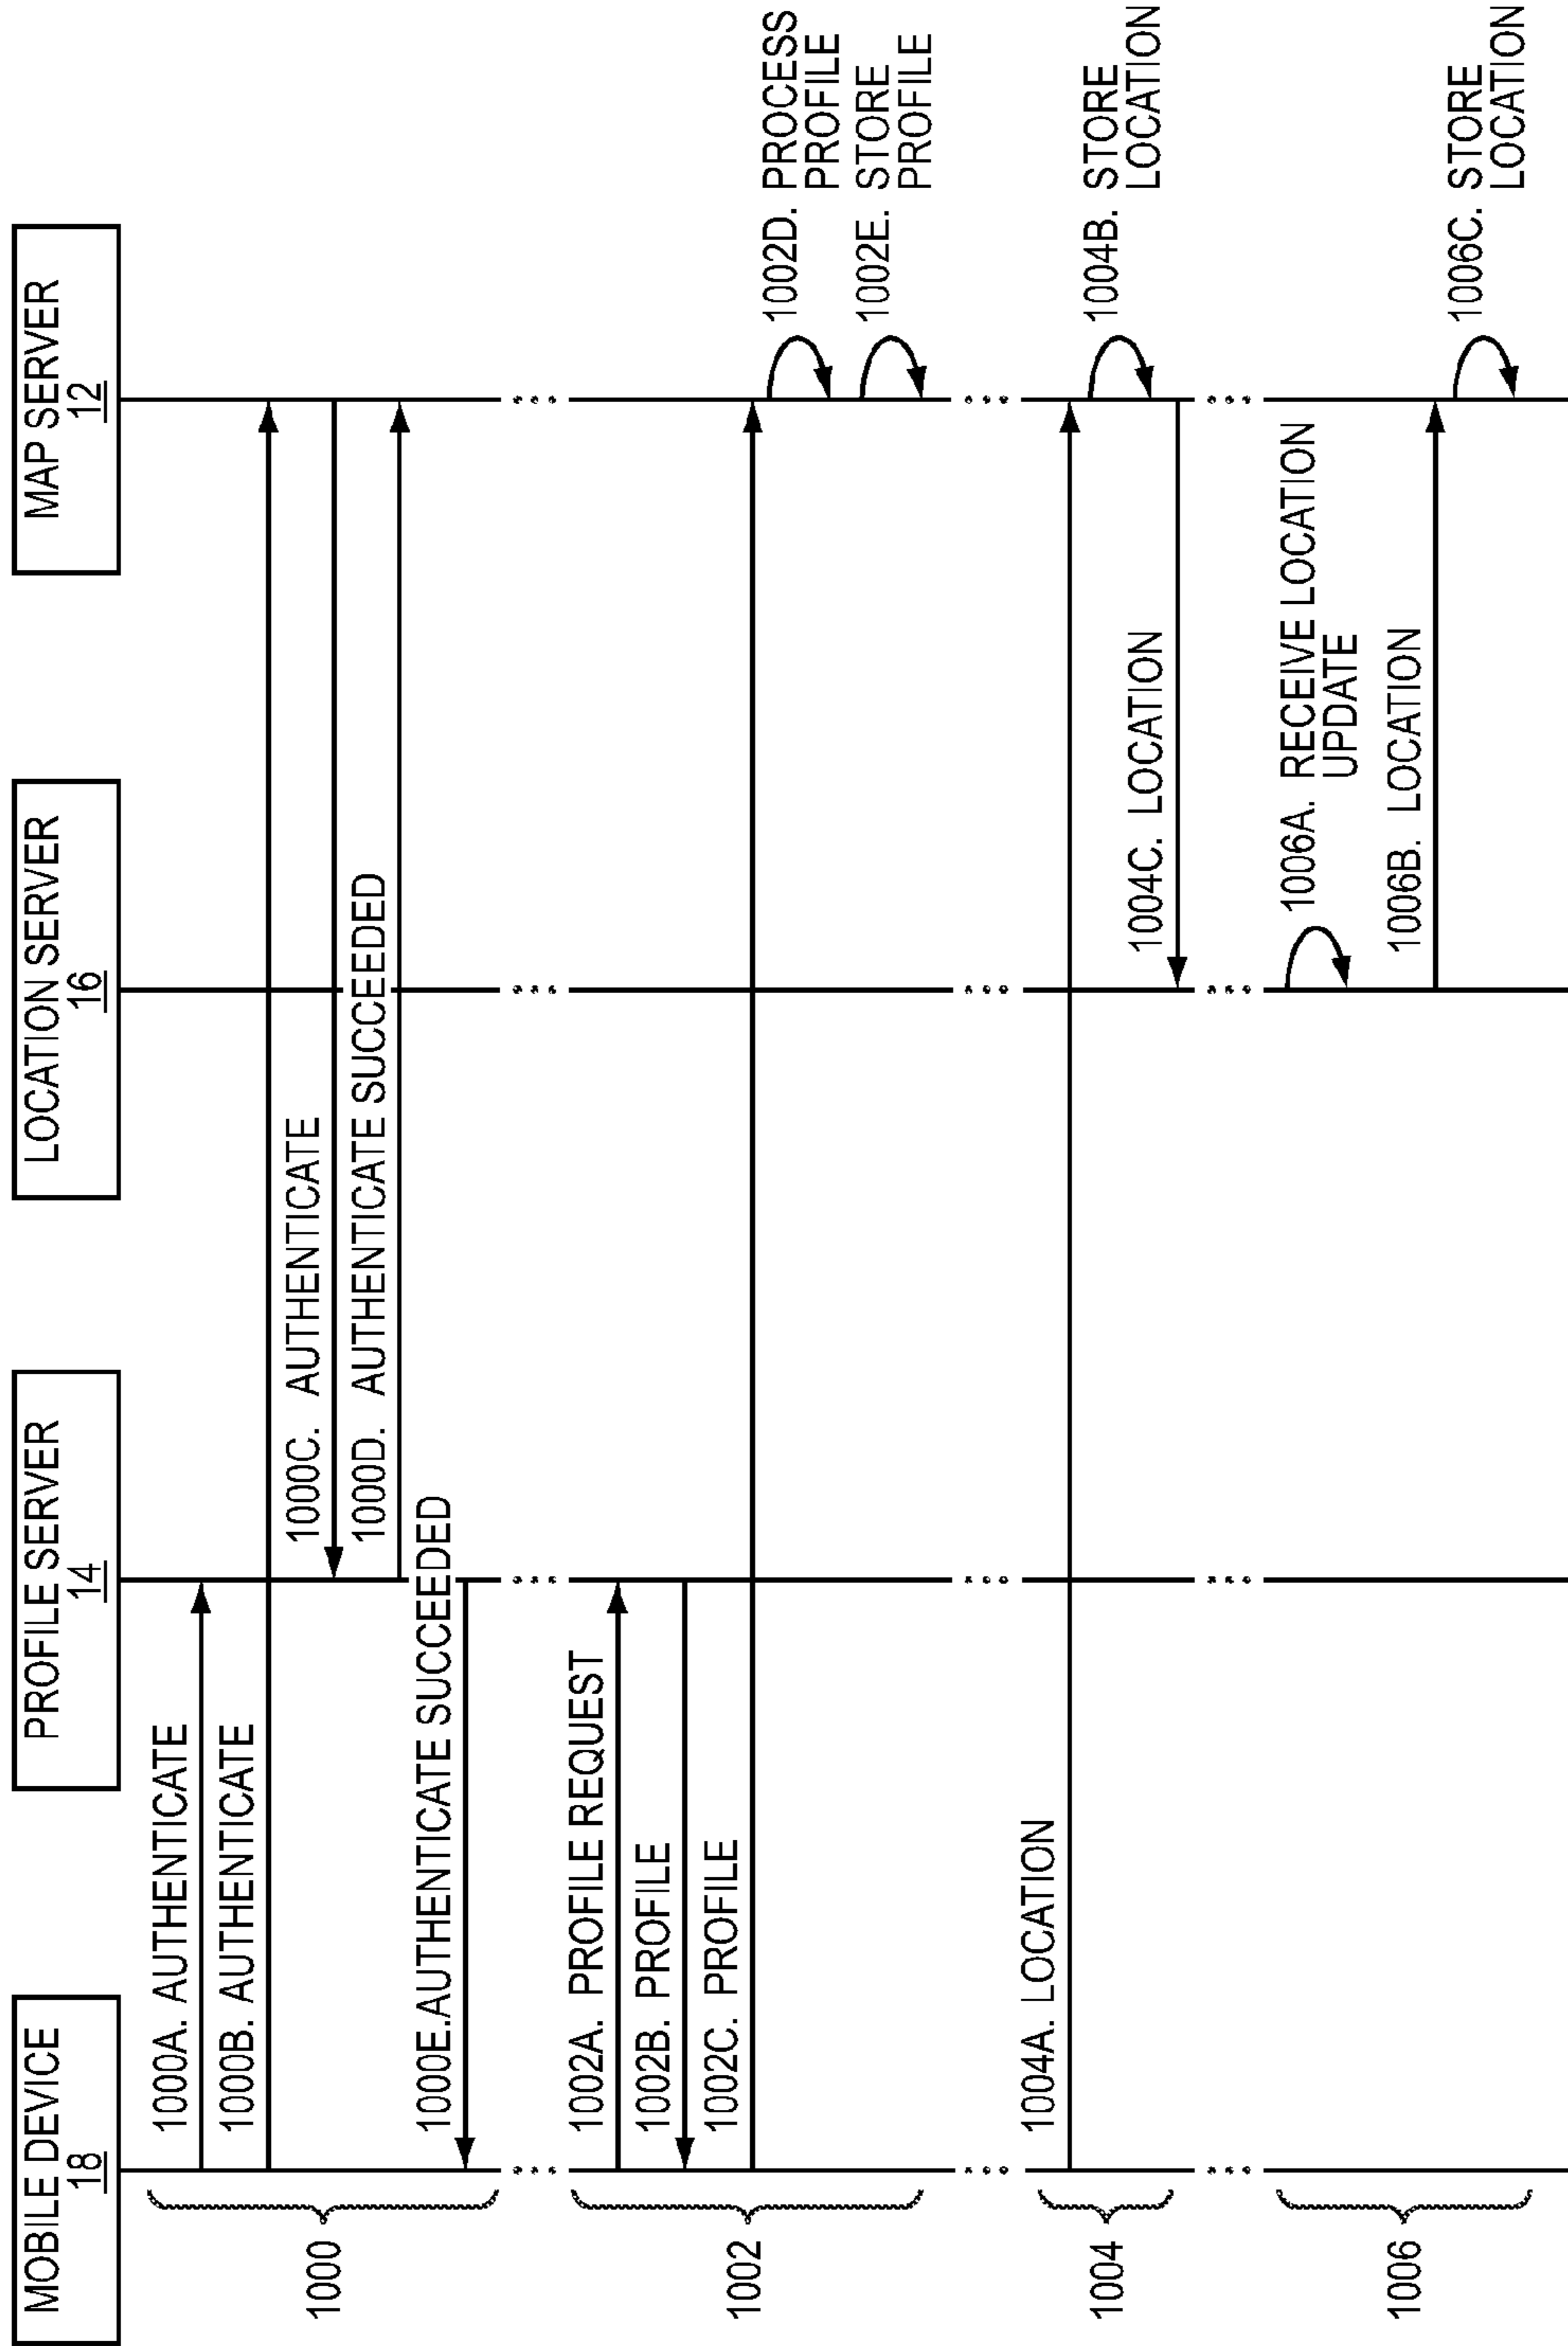 MOBILE DEVICE
18
PROFILE SERVER
14
LOCATION SERVER
16
MAP SERVER
12
1000
1000A. AUTHENTICATE
1000B. AUTHENTICATE
1000C. AUTHENTICATE
1000D. AUTHENTICATE SUCCEEDED
1000E.AUTHENTICATE SUCCEEDED
1002
1002A. PROFILE REQUEST
1002B. PROFILE
1002C. PROFILE
1002D. PROCESS
PROFILE
1002E. STORE
PROFILE
1004
1004A. LOCATION
1004B. STORE
LOCATION
1004C. LOCATION
1006
1006A. RECEIVE LOCATION
UPDATE
1006B. LOCATION
1006C. STORE
LOCATION